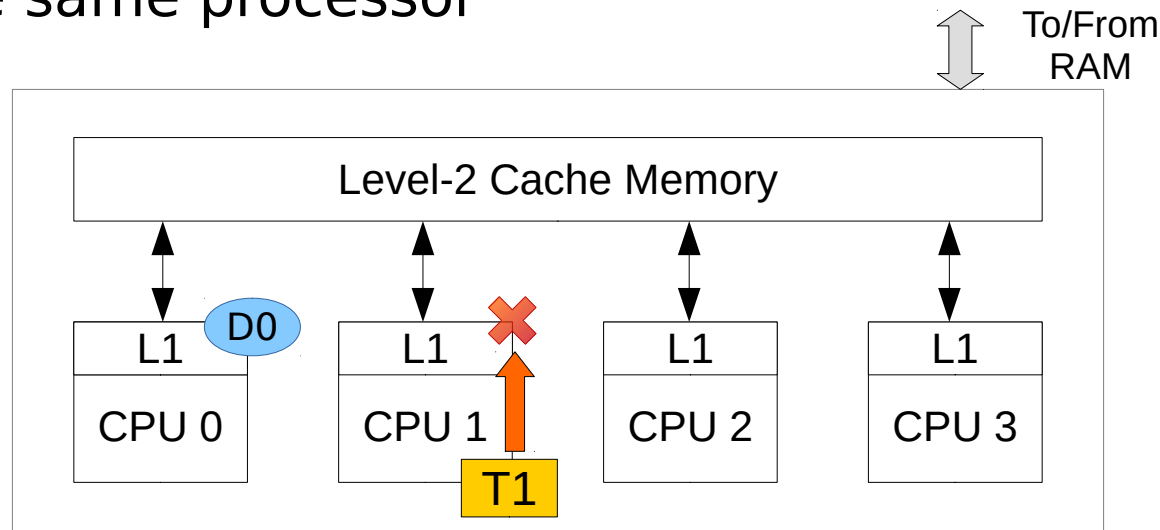 same processor
To/From
RAM
Level-2 Cache Memory
D0
L1
L1
L1
L1
CPU 0
CPU 1
CPU 2
CPU 3
T1